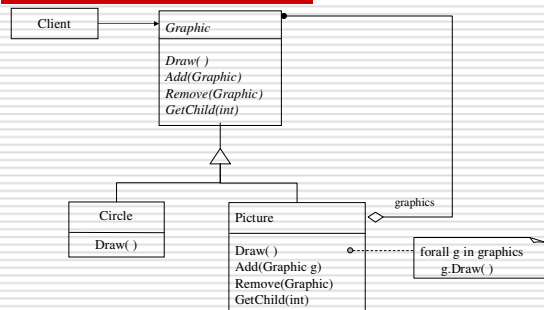 Client
Graphic
Draw( )
Add(Graphic)
Remove(Graphic)
GetChild(int)
graphics
Circle
Draw( )
Picture
Draw( )
Add(Graphic g)
Remove(Graphic)
GetChild(int)
forall g in graphics
g.Draw( )